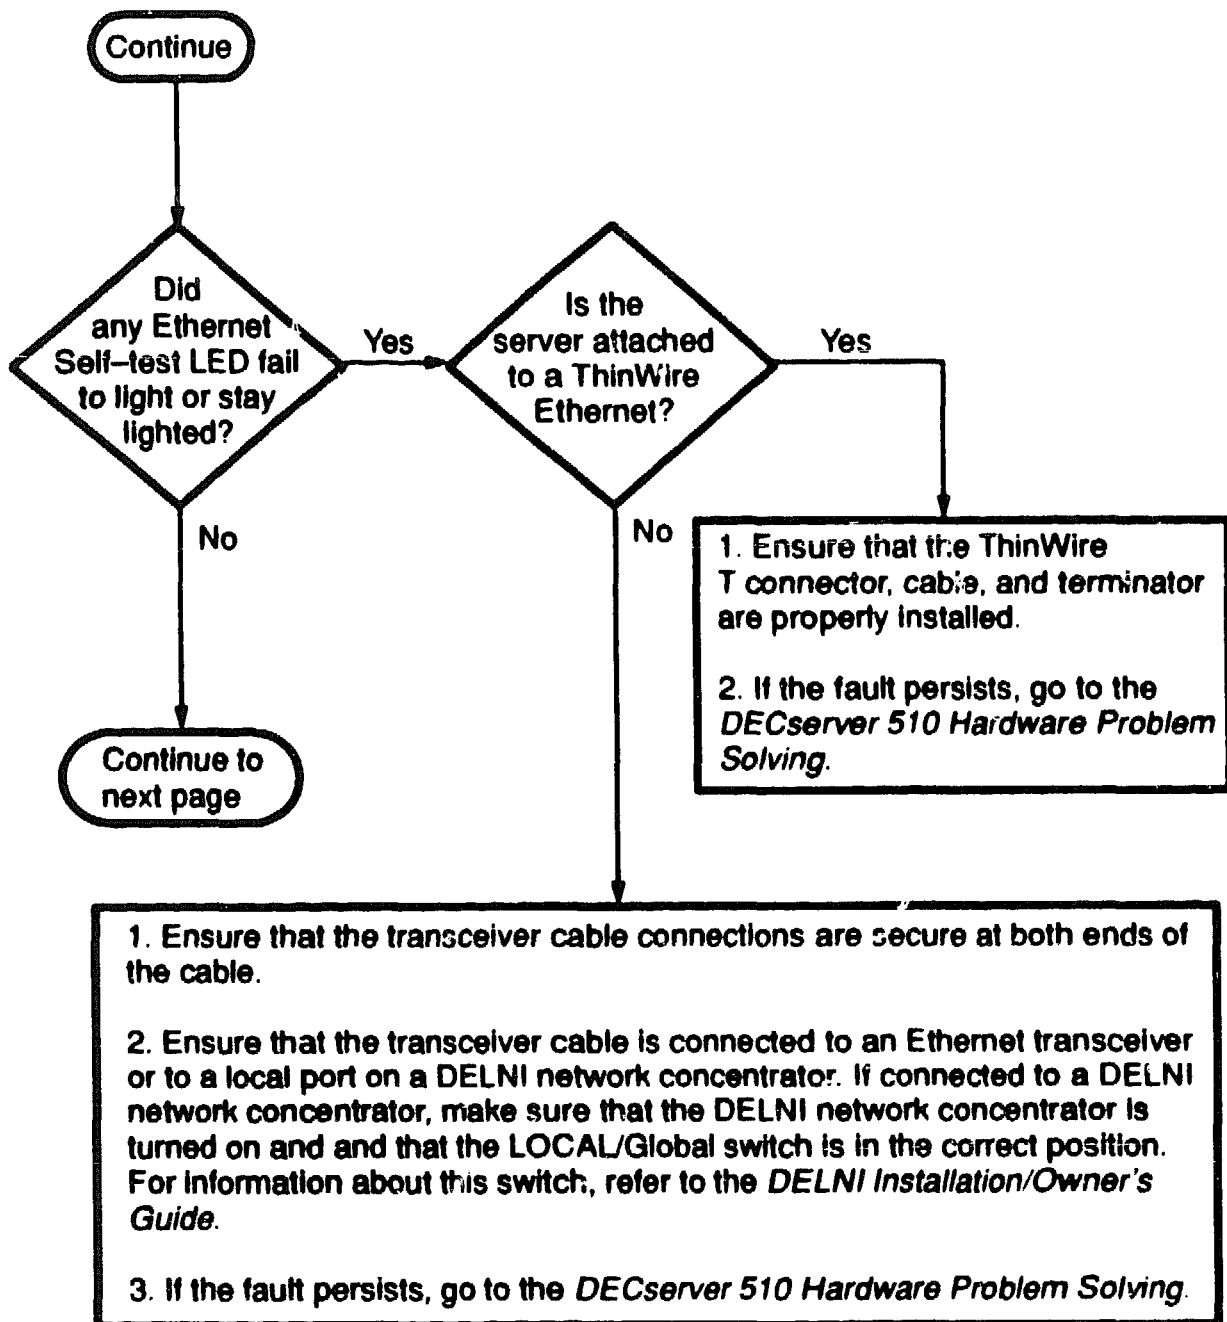 Continue
Did
any Ethernet
Self-test LED fail
to light or stay
lighted?
Yes
No
Is the
server attached
to a ThinWire
Ethernet?
Yes
No
1. Ensure that the ThinWire
T connector, cable, and terminator
are properly installed.
2. If the fault persists, go to the
DECserver 510 Hardware Problem
Solving.
Continue to
next page
1. Ensure that the transceiver cable connections are secure at both ends of
the cable.
2. Ensure that the transceiver cable is connected to an Ethernet transceiver
or to a local port on a DELNI network concentrator. If connected to a DELNI
network concentrator, make sure that the DELNI network concentrator is
turned on and and that the LOCAL/Global switch is in the correct position.
For information about this switch, refer to the DELNI Installation/Owner's
Guide.
3. If the fault persists, go to the DECserver 510 Hardware Problem Solving.